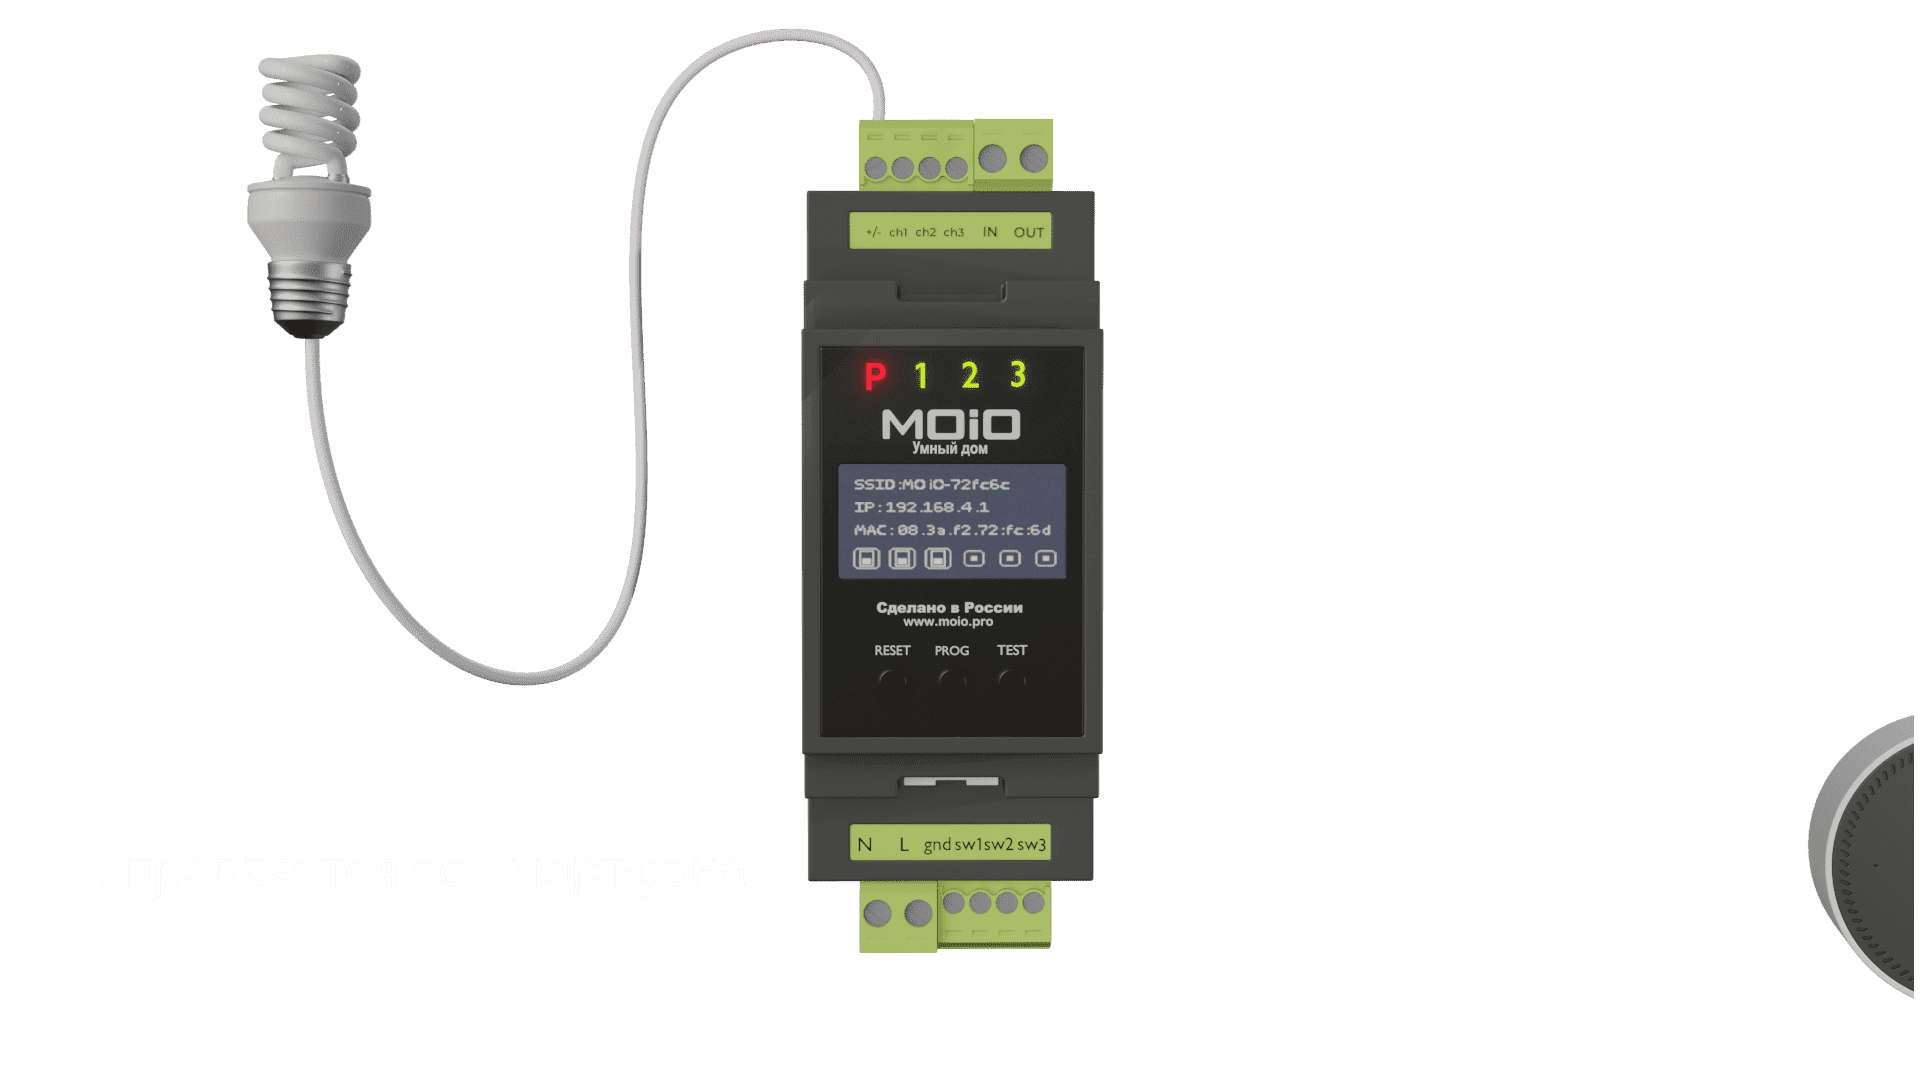 +/- ch1 ch2 ch3 IN OUT
P 1 2 3
MOiO
Умный дом
SSID:MOiO-72fc6c
IP:192.168.4.1
MAC:08.3a.f2.72:fc:6d
Сделано в России
www.moio.pro
RESET PROG TEST
N L gnd sw1 sw2 sw3
Управляется со смартфона